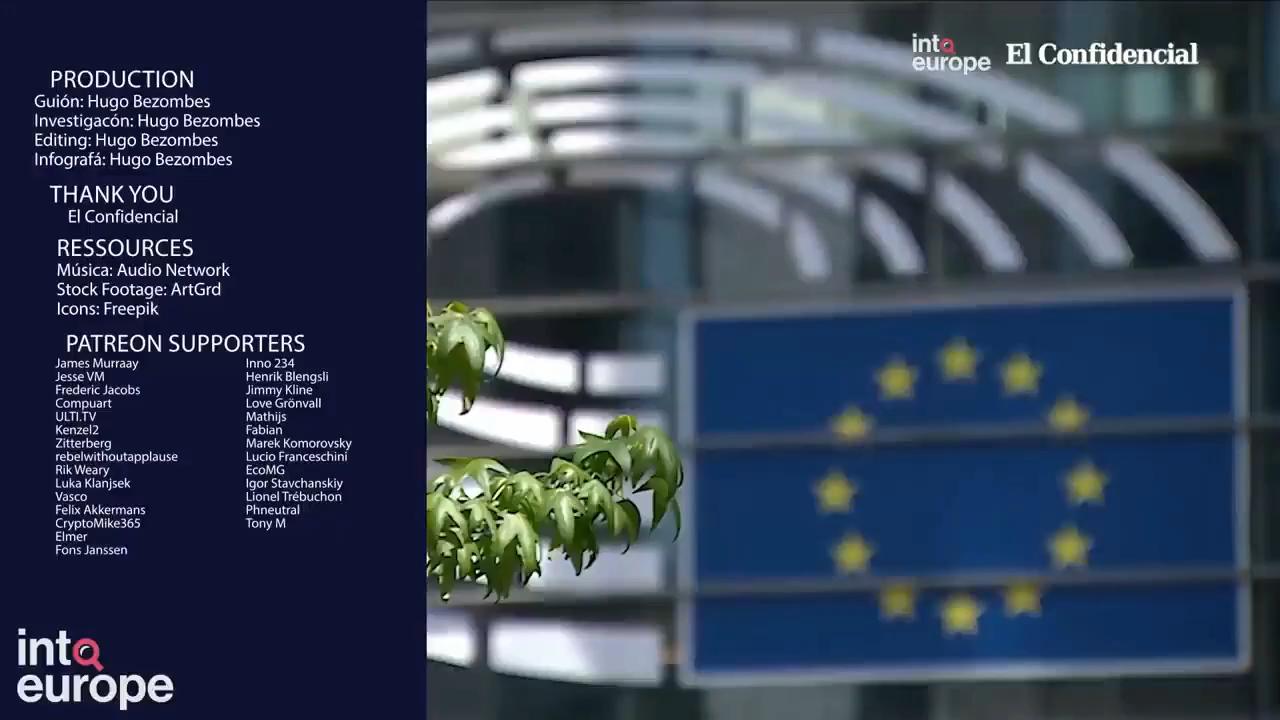 PRODUCTION
Guión: Hugo Bezombes
Investigacón: Hugo Bezombes
Editing: Hugo Bezombes
Infografá: Hugo Bezombes
THANK YOU
El Confidencial
RESSOURCES
Música: Audio Network
Stock Footage: ArtGrd
Icons: Freepik
PATREON SUPPORTERS
James Murraay
Jesse VM
Frederic Jacobs
Compuart
ULTI.TV
Kenzel2
Zitterberg
rebelwithoutapplause
Rik Weary
Luka Klanjsek
Vasco
Felix Akkermans
CryptoMike365
Elmer
Fons Janssen
Inno 234
Henrik Blengsli
Jimmy Kline
Love Grönvall
Mathijs
Fabian
Marek Komorovsky
Lucio Franceschini
EcoMG
Igor Stavchanskiy
Lionel Trébuchon
Phneutral
Tony M
into
europe
into
europe
El Confidencial